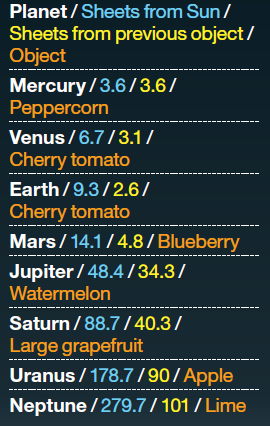 Planet / Sheets from Sun /
Sheets from previous object /
Object
Mercury / 3.6 / 3.6 /
Peppercorn
Venus / 6.7 / 3.1 /
Cherry tomato
Earth / 9.3 / 2.6 /
Cherry tomato
Mars / 14.1 / 4.8 / Blueberry
Jupiter / 48.4 / 34.3 /
Watermelon
Saturn / 88.7 / 40.3 /
Large grapefruit
Uranus / 178.7 / 90 / Apple
Neptune / 279.7 / 101 / Lime